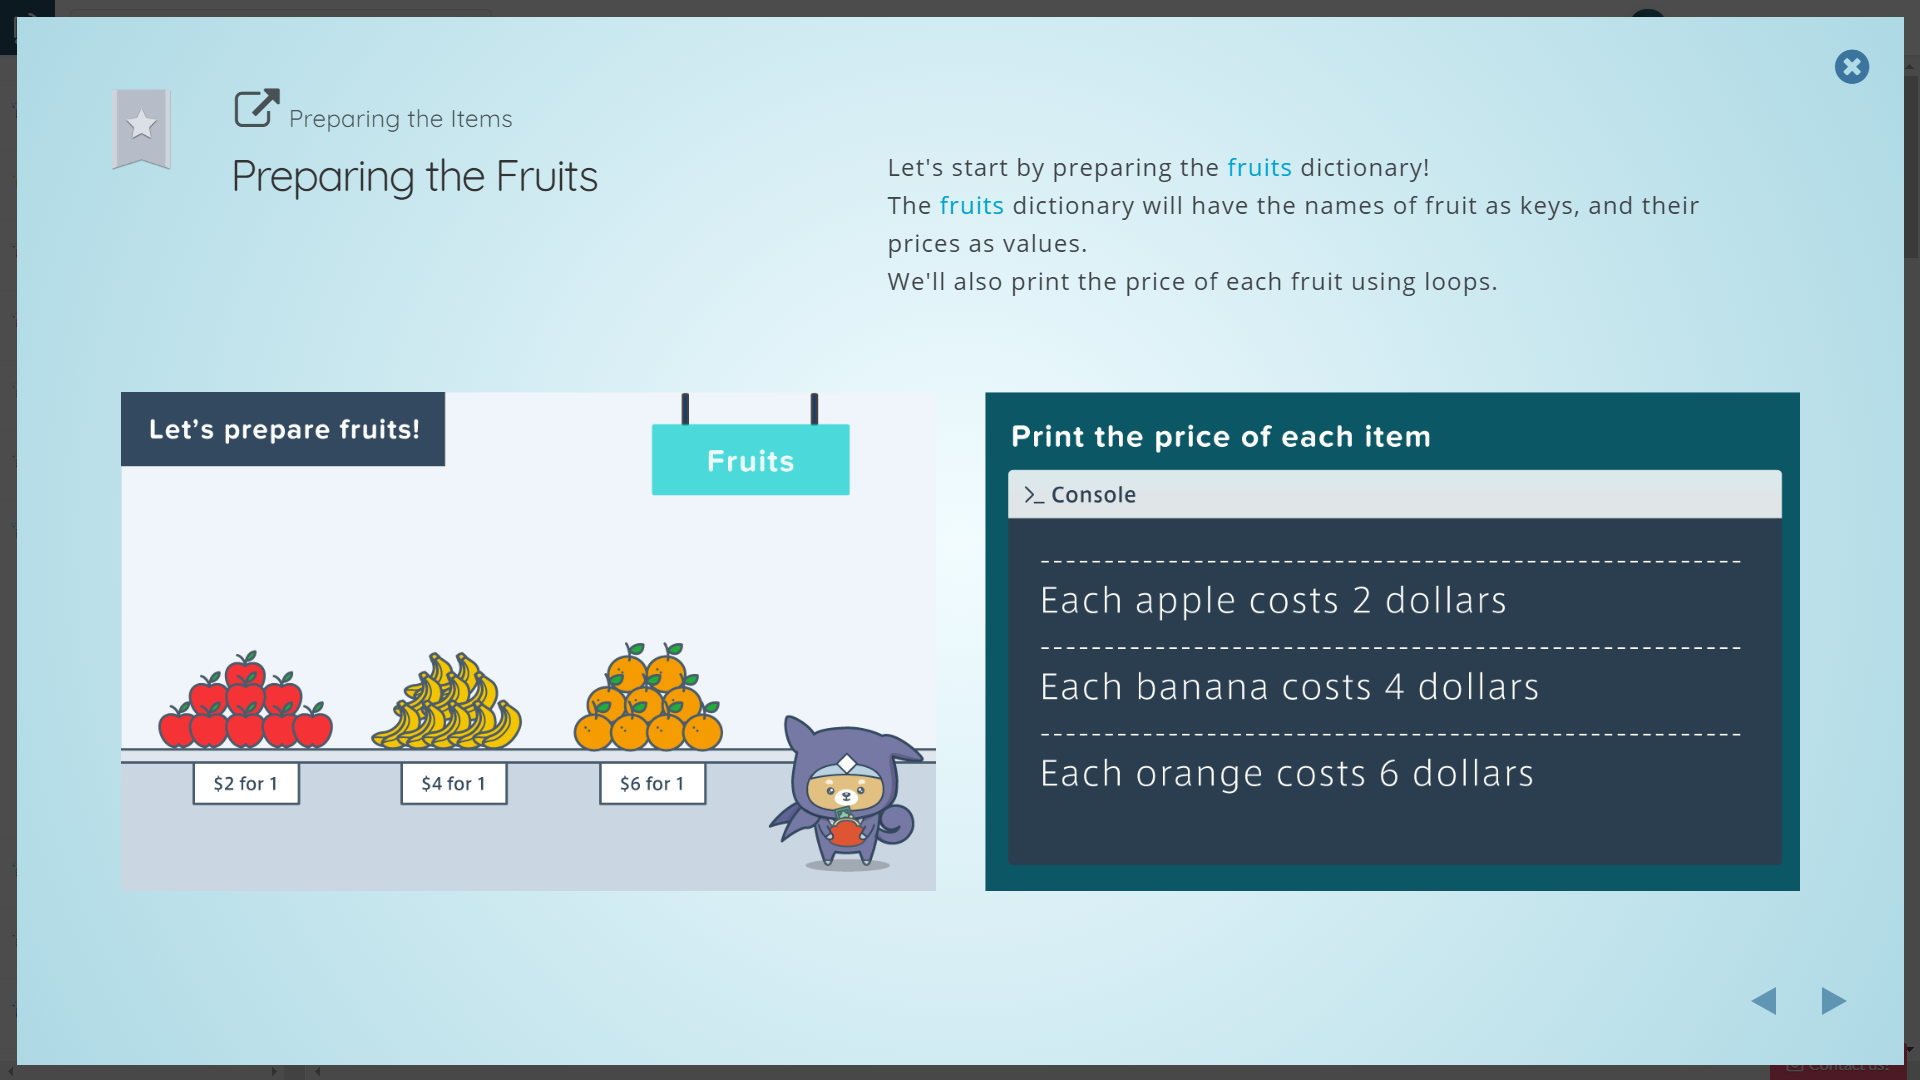 Preparing the Items
Preparing the Fruits
Let's start by preparing the fruits dictionary!
The fruits dictionary will have the names of fruit as keys, and their
prices as values.
We'll also print the price of each fruit using loops.
Let's prepare fruits!
Fruits
$2 for 1
$4 for 1
$6 for 1
Print the price of each item
>_ Console
-------------------------------------------------------
Each apple costs 2 dollars
-------------------------------------------------------
Each banana costs 4 dollars
-------------------------------------------------------
Each orange costs 6 dollars
Contact us!